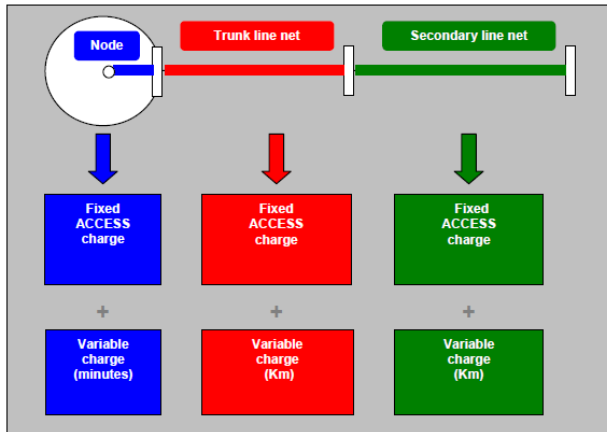 Node
Trunk line net
Secondary line net
Fixed
ACCESS
charge
Fixed
ACCESS
charge
Fixed
ACCESS
charge
+
+
+
Variable
charge
(minutes)
Variable
charge
(Km)
Variable
charge
(Km)